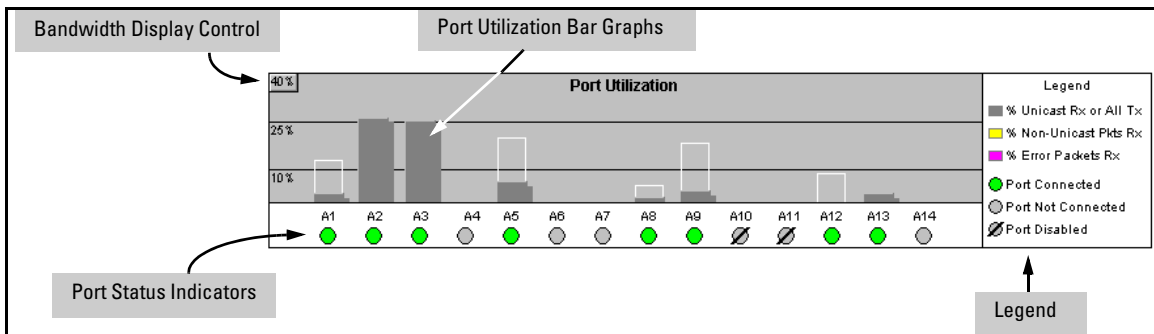 Bandwidth Display Control
Port Utilization Bar Graphs
40%
Port Utilization
25%
10%
A1 A2 A3 A4 A5 A6 A7 A8 A9 A10 A11 A12 A13 A14
Legend
% Unicast Rx or All Tx
% Non-Unicast Pkts Rx
% Error Packets Rx
Port Connected
Port Not Connected
Port Disabled
Port Status Indicators
Legend